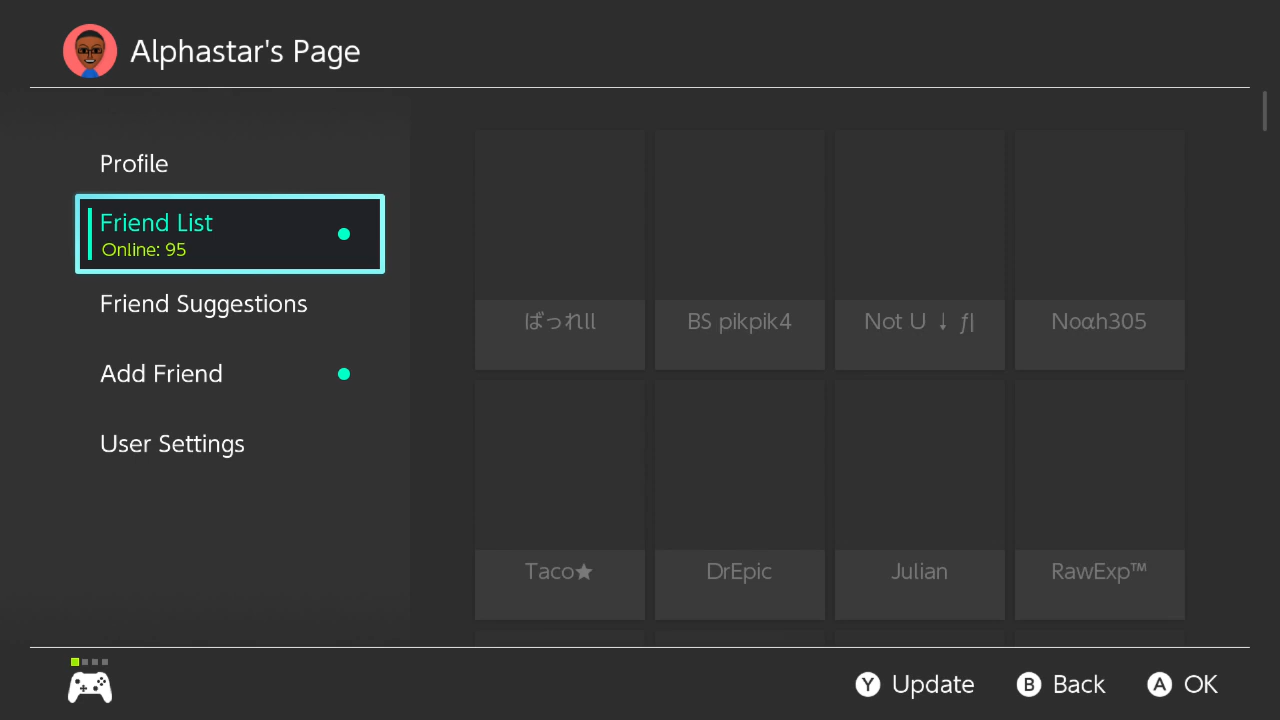 Alphastar's Page
Profile
Friend List
Online: 95
Friend Suggestions
Add Friend
User Settings
ばっれll
BS pikpik4
Not U ↓ ƒ|
Noαh305
Taco★
DrEpic
Julian
RawExp™
Y Update
B Back
A OK